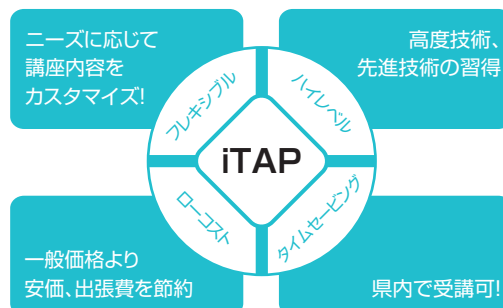 ニーズに応じて
講座内容を
カスタマイズ!
高度技術、
先進技術の習得
フレキシブル
ハイレベル
iTAP
ローコスト
タイムセービング
一般価格より
安価、出張費を節約
県内で受講可!